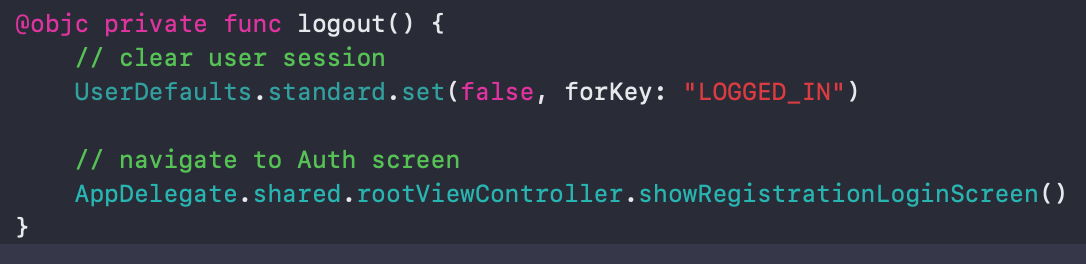 @objc private func logout() {
    // clear user session
    UserDefaults.standard.set(false, forKey: "LOGGED_IN")

    // navigate to Auth screen
    AppDelegate.shared.rootViewController.showRegistrationLoginScreen()
}